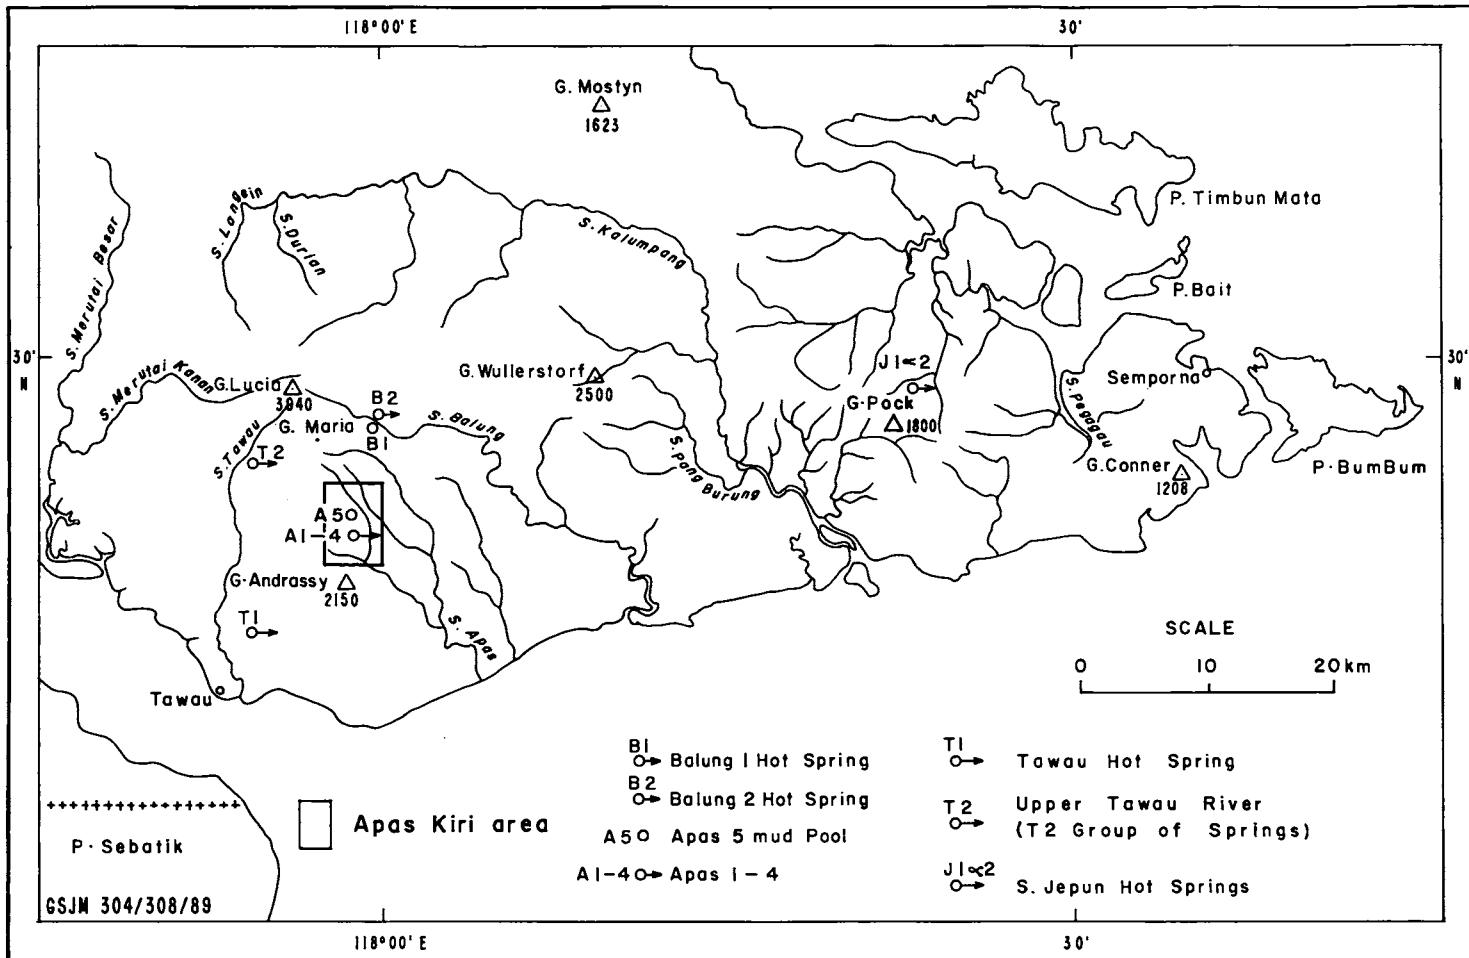 118°00' E
30'
G. Mostyn
1623
P. Timbun Mata
S. Langein
S. Durian
S. Kalumpang
S. Merutai Besar
P. Bait
30'
N
30'
N
S. Merutai Kanan
G. Lucia
3940
G. Wullerstorf
2500
J1∝2
Semporna
S. Pegagau
B2
G. Pock
1800
G. Maria
B1
S. Balung
S. Tawau
T2
S. Pang Burung
G. Conner
1208
P. BumBum
A5
A1-4
G. Andrassy
2150
T1
S. Apas
Tawau
SCALE
0 10 20 km
B1
Balung 1 Hot Spring
B2
Balung 2 Hot Spring
A5 Apas 5 mud Pool
A1-4 Apas 1-4
T1
Tawau Hot Spring
T2
Upper Tawau River
(T2 Group of Springs)
J1∝2
S. Jepun Hot Springs
Apas Kiri area
P. Sebatik
GSJM 304/308/89
118°00' E
30'